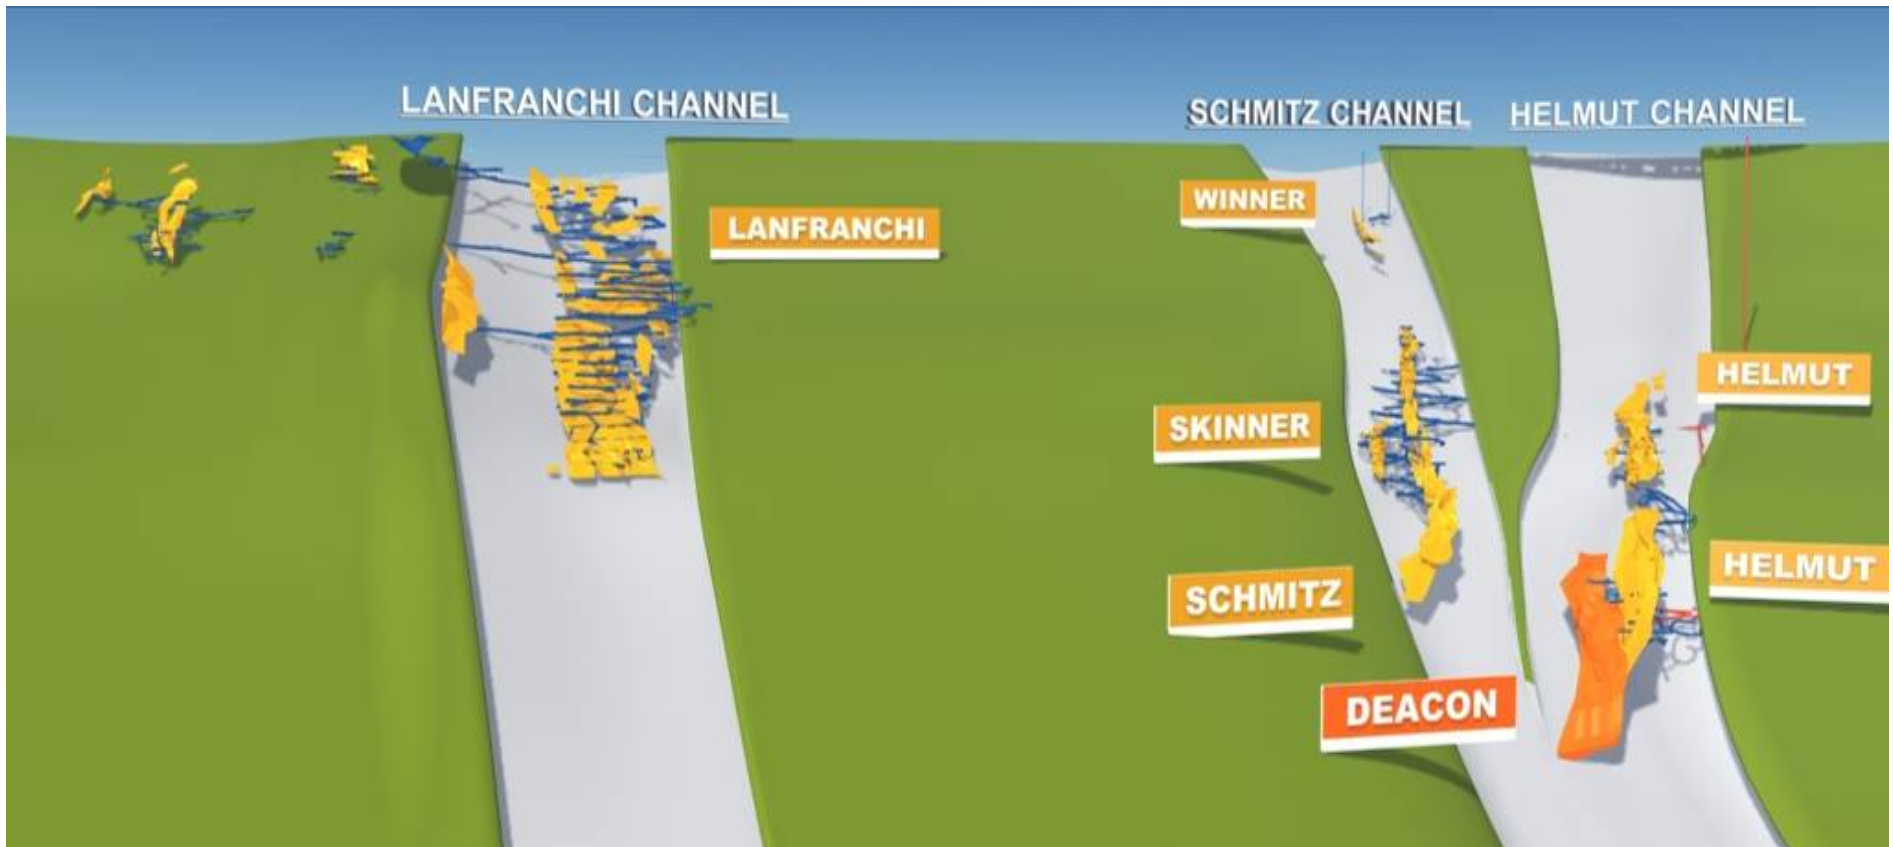 LANFRANCHI CHANNEL
SCHMITZ CHANNEL
HELMUT CHANNEL
WINNER
LANFRANCHI
HELMUT
SKINNER
HELMUT
SCHMITZ
DEACON